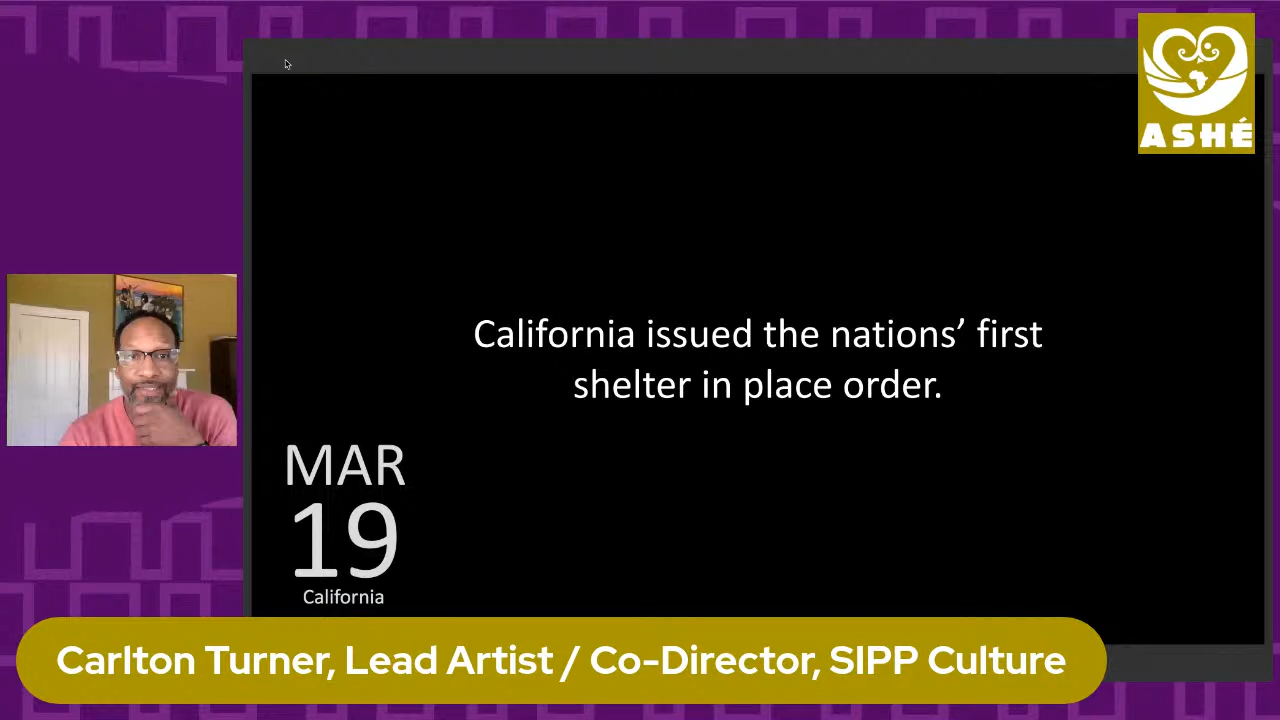 ASHÉ
California issued the nations’ first
shelter in place order.
MAR
19
California
Carlton Turner, Lead Artist / Co-Director, SIPP Culture